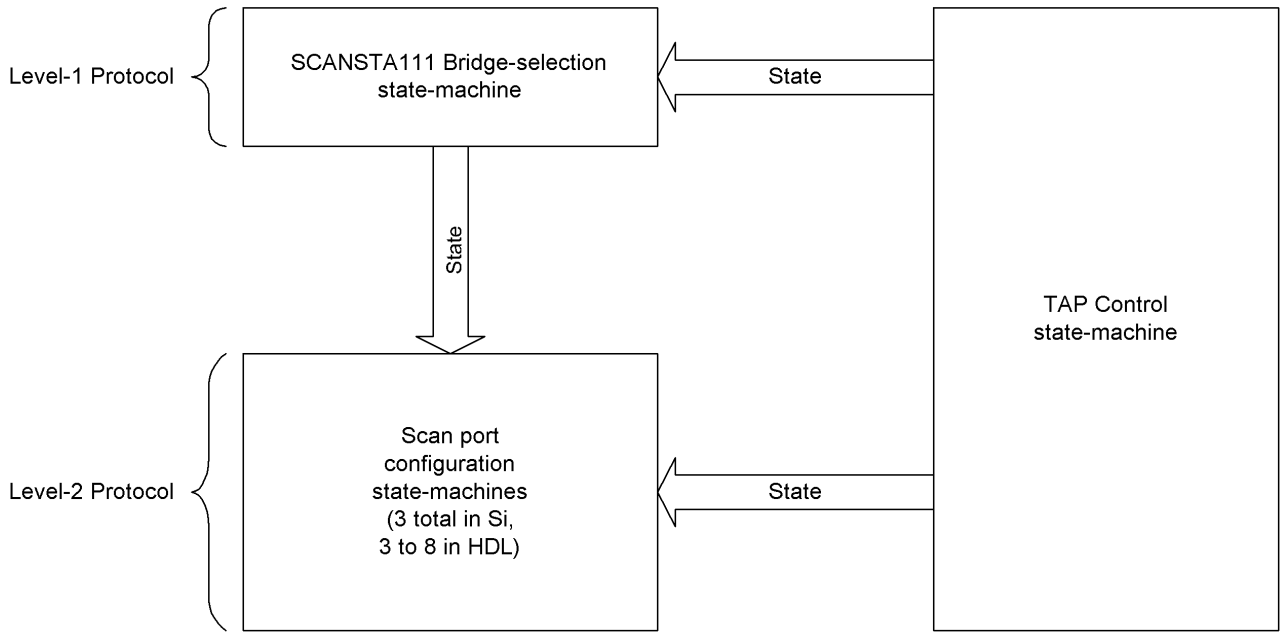 Level-1 Protocol
SCANSTA111 Bridge-selection
state-machine
State
State
TAP Control
state-machine
Level-2 Protocol
Scan port
configuration
state-machines
(3 total in Si,
3 to 8 in HDL)
State